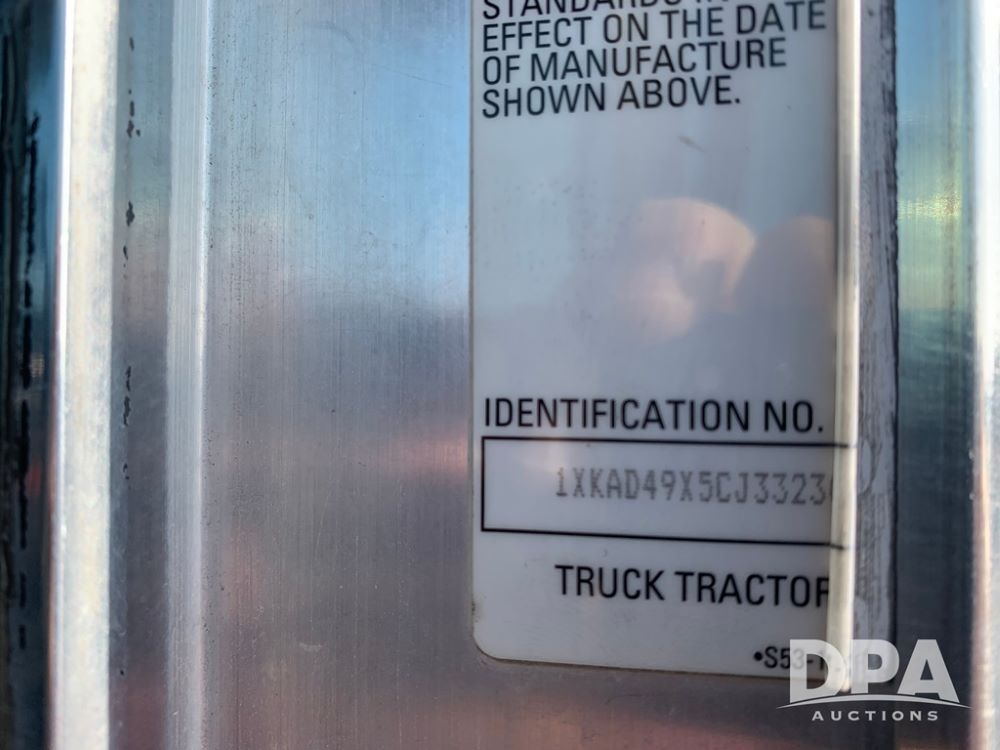 EFFECT ON THE DATE
OF MANUFACTURE
SHOWN ABOVE.
IDENTIFICATION NO.
1XKAD49X5CJ3323
TRUCK TRACTOR
DPA
AUCTIONS